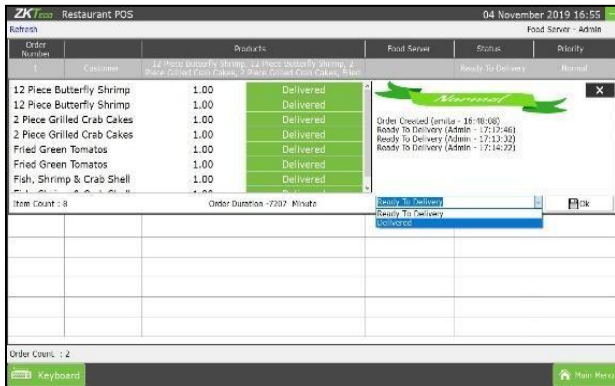 ZKTeco Restaurant POS
04 November 2019 16:55
Refresh
Food Server - Admin
Order Number
Products
Food Server
Status
Priority
1
Customer
12 Piece Butterfly Shrimp, 12 Piece Butterfly Shrimp, 2
Piece Grilled Crab Cakes, 2 Piece Grilled Crab Cakes, Fried
Ready To Delivery
Normal
12 Piece Butterfly Shrimp 1.00 Delivered
12 Piece Butterfly Shrimp 1.00 Delivered
2 Piece Grilled Crab Cakes 1.00 Delivered
2 Piece Grilled Crab Cakes 1.00 Delivered
Fried Green Tomatos 1.00 Delivered
Fried Green Tomatos 1.00 Delivered
Fish, Shrimp & Crab Shell 1.00 Delivered
Normal
X
Order Created (amita - 16:48:08)
Ready To Delivery (Admin - 17:12:46)
Ready To Delivery (Admin - 17:13:32)
Ready To Delivery (Admin - 17:14:22)
Item Count : 8
Order Duration -7207 Minute
Ready To Delivery
Ok
Ready To Delivery
Delivered
Order Count : 2
Keyboard
Main Menu